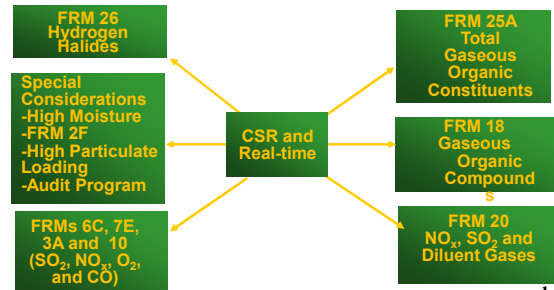 FRM 26
Hydrogen
Halides
FRM 25A
Total
Gaseous
Organic
Constituents
Special
Considerations
-High Moisture
-FRM 2F
-High Particulate
Loading
-Audit Program
CSR and
Real-time
FRM 18
Gaseous
Organic
Compound
s
FRMs 6C, 7E,
3A and 10
(SO₂, NOₓ, O₂,
and CO)
FRM 20
NOₓ, SO₂ and
Diluent Gases